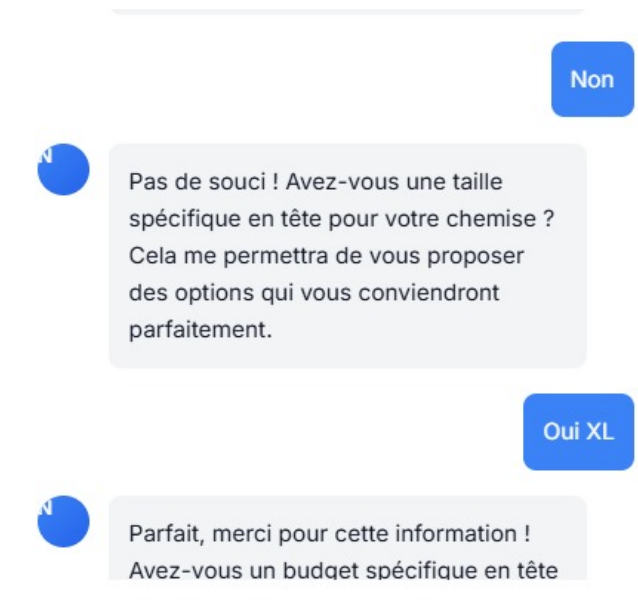 Non
N
Pas de souci ! Avez-vous une taille
spécifique en tête pour votre chemise ?
Cela me permettra de vous proposer
des options qui vous conviendront
parfaitement.
Oui XL
N
Parfait, merci pour cette information !
Avez-vous un budget spécifique en tête